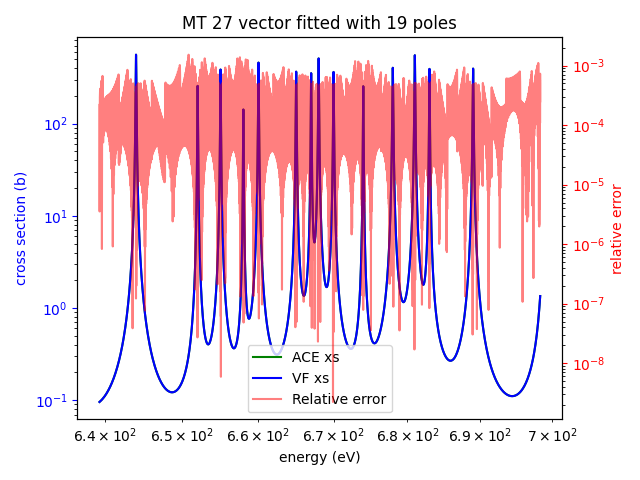 MT 27 vector fitted with 19 poles
cross section (b)
10²
10¹
10⁰
10⁻¹
10⁻³
10⁻⁴
10⁻⁵
10⁻⁶
10⁻⁷
10⁻⁸
relative error
ACE xs
VF xs
Relative error
6.4 × 10² 6.5 × 10² 6.6 × 10² 6.7 × 10² 6.8 × 10² 6.9 × 10² 7 × 10²
energy (eV)